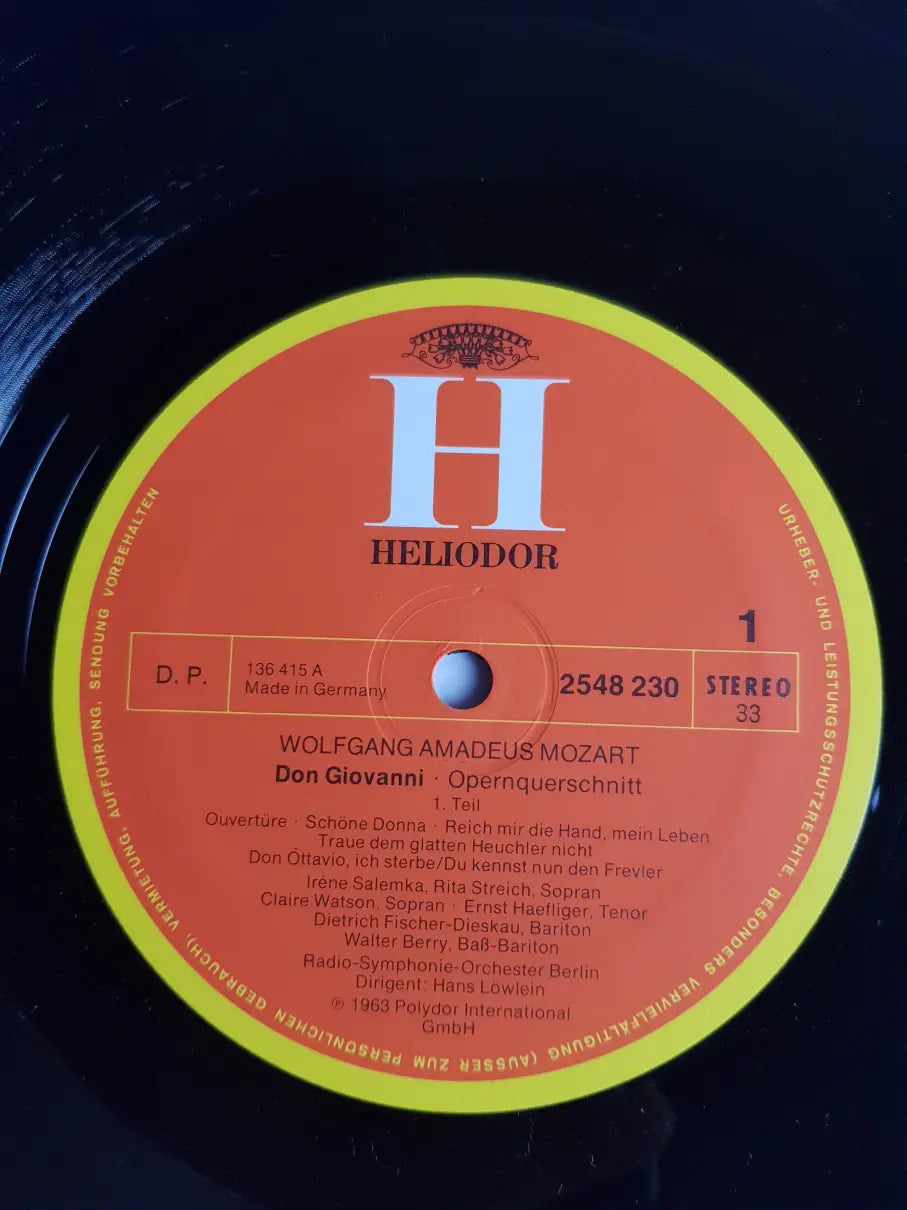 H
HELIODOR
1
D. P.
136 415 A
Made in Germany
2548 230
STEREO
33
WOLFGANG AMADEUS MOZART
Don Giovanni · Opernquerschnitt
1. Teil
Ouvertüre · Schöne Donna · Reich mir die Hand, mein Leben
Traue dem glatten Heuchler nicht
Don Óttavio, ich sterbe/Du kennst nun den Frevler
Iréne Salemka, Rita Streich, Sopran
Claire Watson, Sopran · Ernst Haefliger, Tenor
Dietrich Fischer-Dieskau, Bariton
Walter Berry, Baß-Bariton
Radio-Symphonie-Orchester Berlin
Dirigent: Hans Löwlein
℗ 1963 Polydor International
GmbH
URHEBER- UND LEISTUNGSSCHUTZRECHTE, BESONDERS VERVIELFÄLTIGUNG (AUSSER ZUM PERSÖNLICHEN GEBRAUCH), VERMIETUNG, AUFFÜHRUNG, SENDUNG VORBEHALTEN